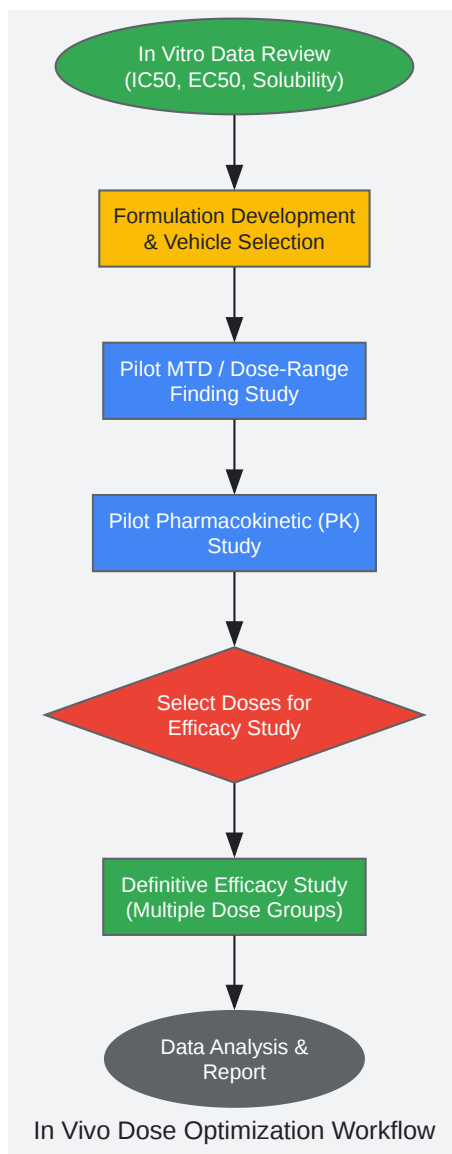 In Vitro Data Review
(IC50, EC50, Solubility)
Formulation Development
& Vehicle Selection
Pilot MTD / Dose-Range
Finding Study
Pilot Pharmacokinetic (PK)
Study
Select Doses for
Efficacy Study
Definitive Efficacy Study
(Multiple Dose Groups)
Data Analysis &
Report
In Vivo Dose Optimization Workflow